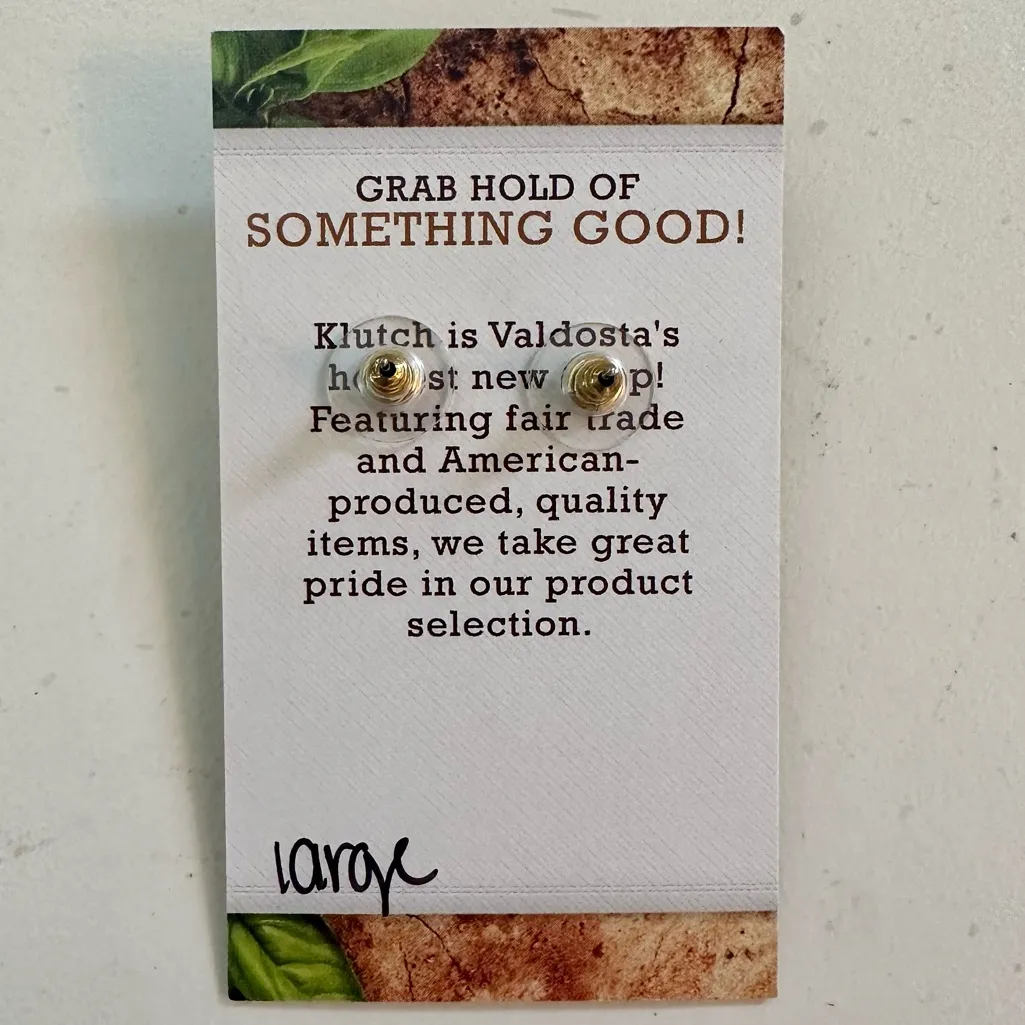 GRAB HOLD OF
SOMETHING GOOD!
Klutch is Valdosta's
new
Featuring fair trade
and American-
produced, quality
items, we take great
pride in our product
selection.
large